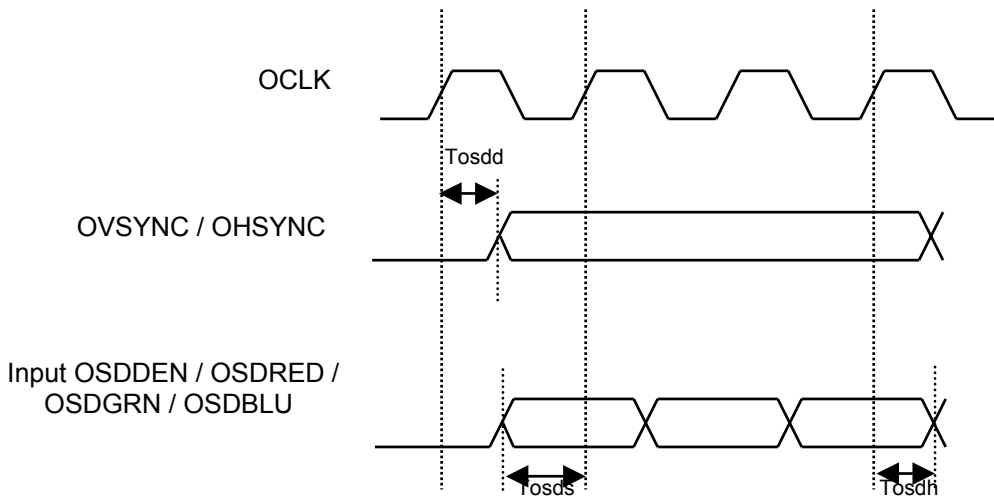 OCLK
Tosdd
OVSYNC / OHSYNC
Input OSDDEN / OSDRED /
OSDGRN / OSDBLU
Tosds
Tosdh